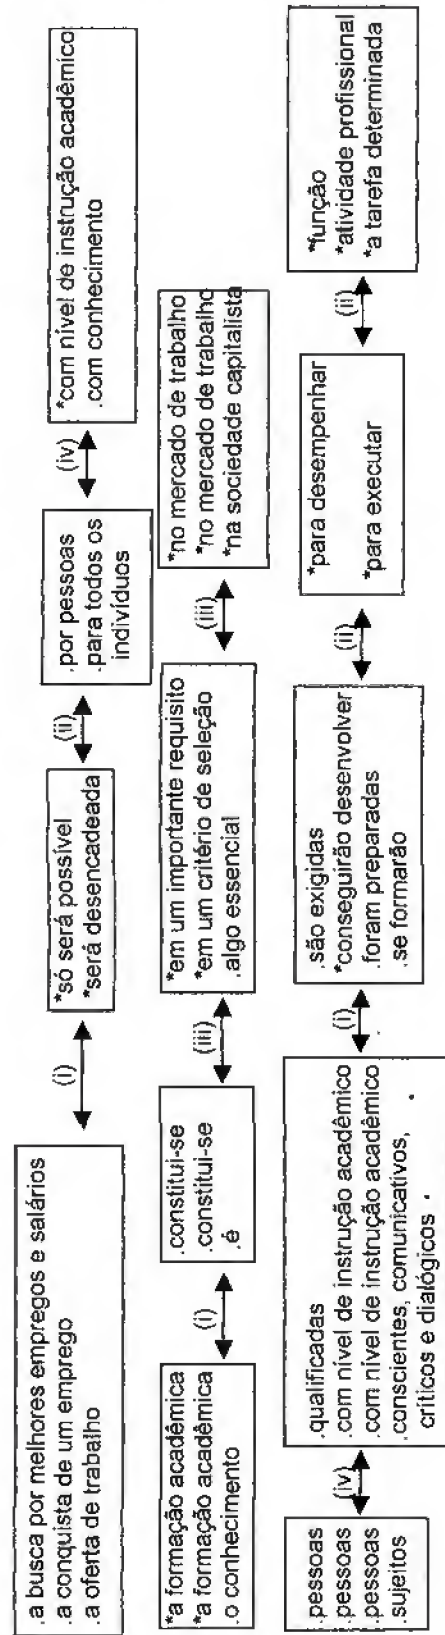 .a busca por melhores empregos e salários
.a conquista de um emprego
.a oferta de trabalho
(i)
*só será possível
*será desencadeada
(ii)
.por pessoas
.para todos os
indivíduos
(iv)
*com nível de instrução acadêmico
.com conhecimento
*a formação acadêmica
*a formação acadêmica
.o conhecimento
(i)
.constitui-se
.constitui-se
.é
(iii)
*em um importante requisito
*em um critério de seleção
.algo essencial
(iii)
*no mercado de trabalho
*no mercado de trabalho
*na sociedade capitalista
.pessoas
.pessoas
.pessoas
.sujeitos
(iv)
.qualificadas
.com nível de instrução acadêmico
.com nível de instrução acadêmico
.conscientes, comunicativos,
críticos e dialógicos
(i)
.são exigidas
*conseguirão desenvolver
.foram preparadas
.se formarão
(ii)
*para desempenhar
*para executar
(ii)
*função
*atividade profissional
*a tarefa determinada